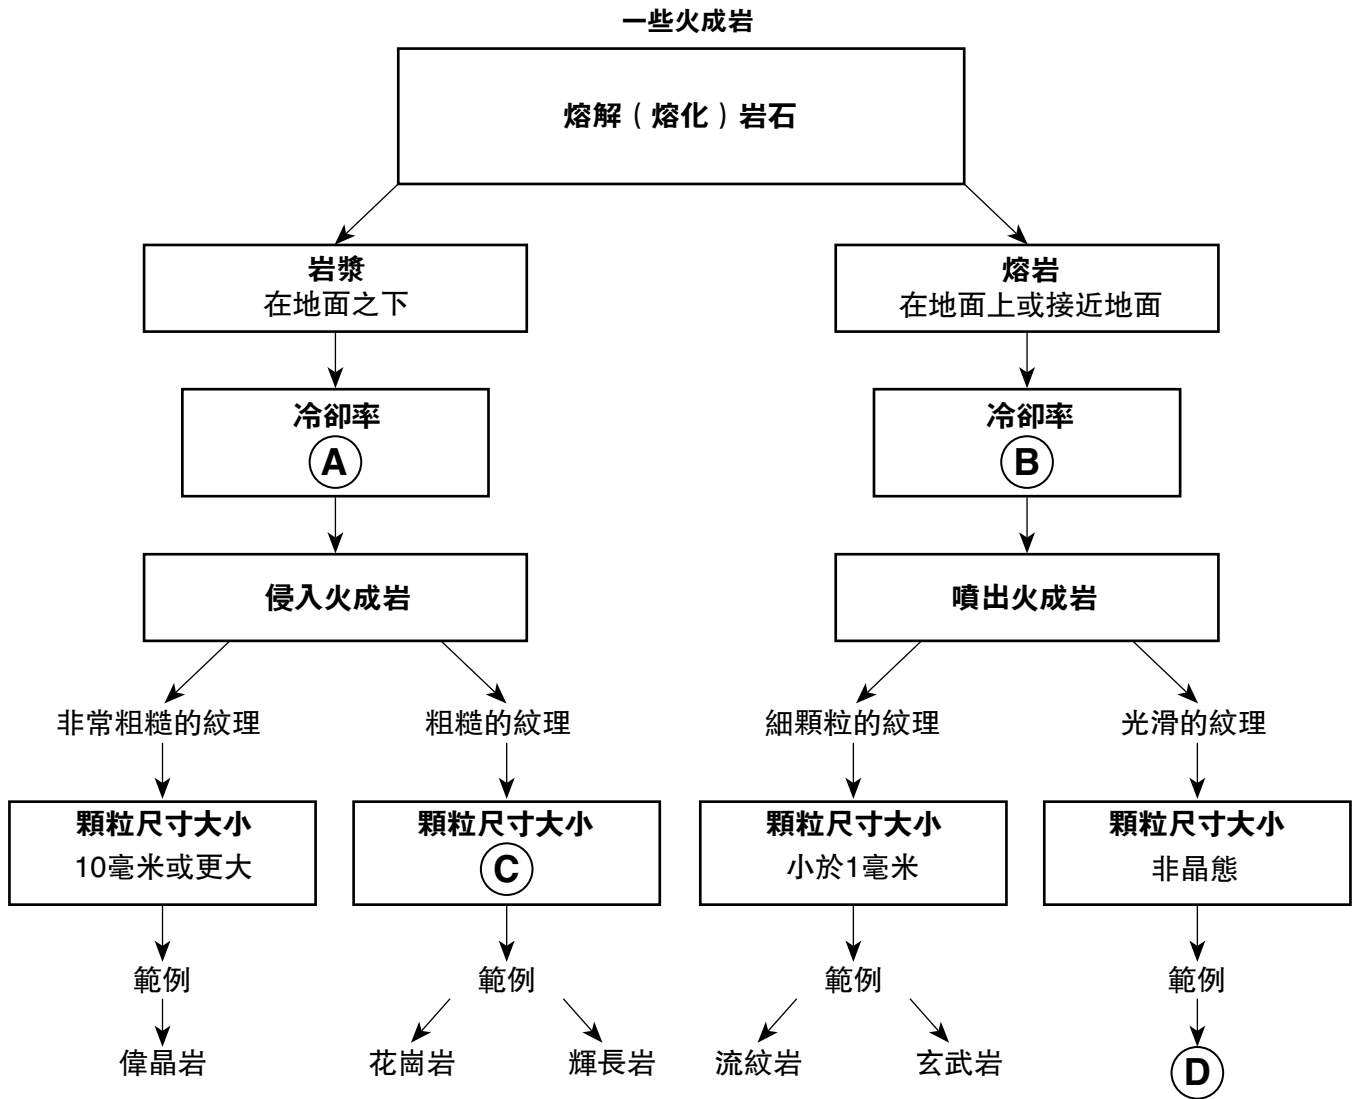 一些火成岩
熔解（熔化）岩石
岩漿
在地面之下
熔岩
在地面上或接近地面
冷卻率
A
冷卻率
B
侵入火成岩
噴出火成岩
非常粗糙的紋理
粗糙的紋理
細顆粒的紋理
光滑的紋理
顆粒尺寸大小
10毫米或更大
顆粒尺寸大小
C
顆粒尺寸大小
小於1毫米
顆粒尺寸大小
非晶態
範例
範例
範例
範例
偉晶岩
花崗岩
輝長岩
流紋岩
玄武岩
D